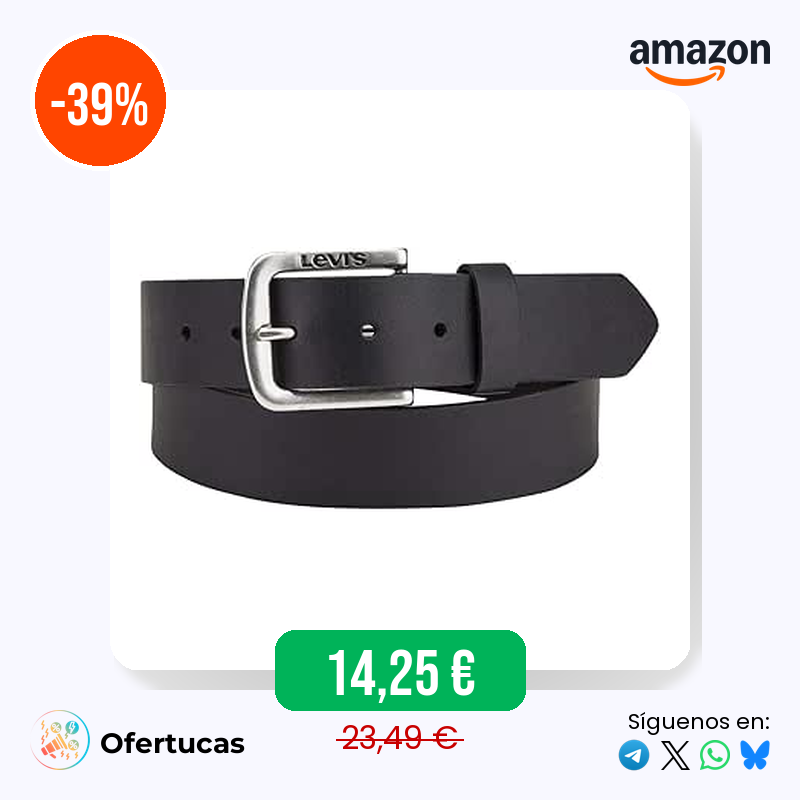 -39%
amazon
LEVI'S
14,25 €
23,49 €
Ofertucas
Síguenos en: